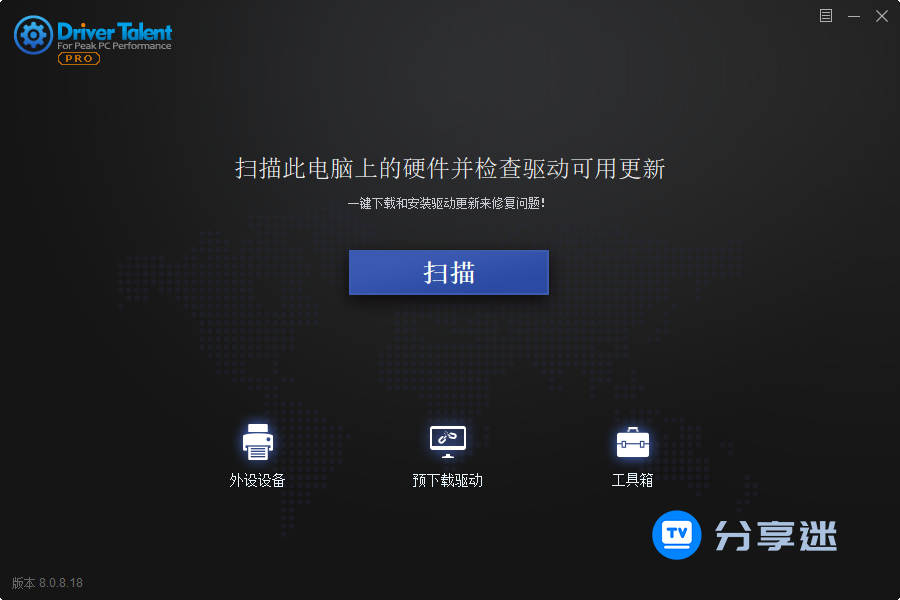 Driver Talent
For Peak PC Performance
PRO
扫描此电脑上的硬件并检查驱动可用更新
一键下载和安装驱动更新来修复问题!
扫描
外设设备
预下载驱动
工具箱
TV
分享迷
版本 8.0.8.18